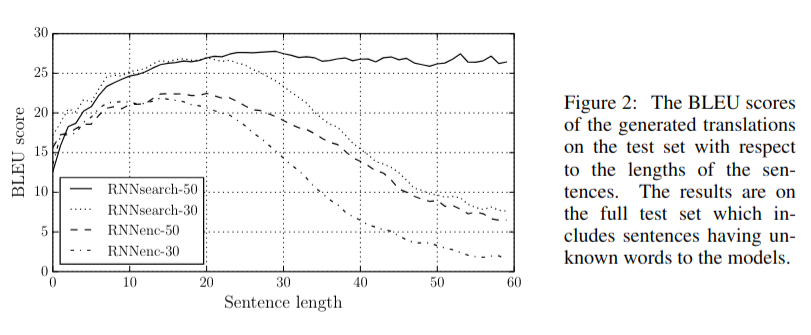 30
25
20
15
10
5
0
BLEU score
RNNsearch-50
RNNsearch-30
RNNenc-50
RNNenc-30
0 10 20 30 40 50 60
Sentence length
Figure 2: The BLEU scores
of the generated translations
on the test set with respect
to the lengths of the sen-
tences. The results are on
the full test set which in-
cludes sentences having un-
known words to the models.